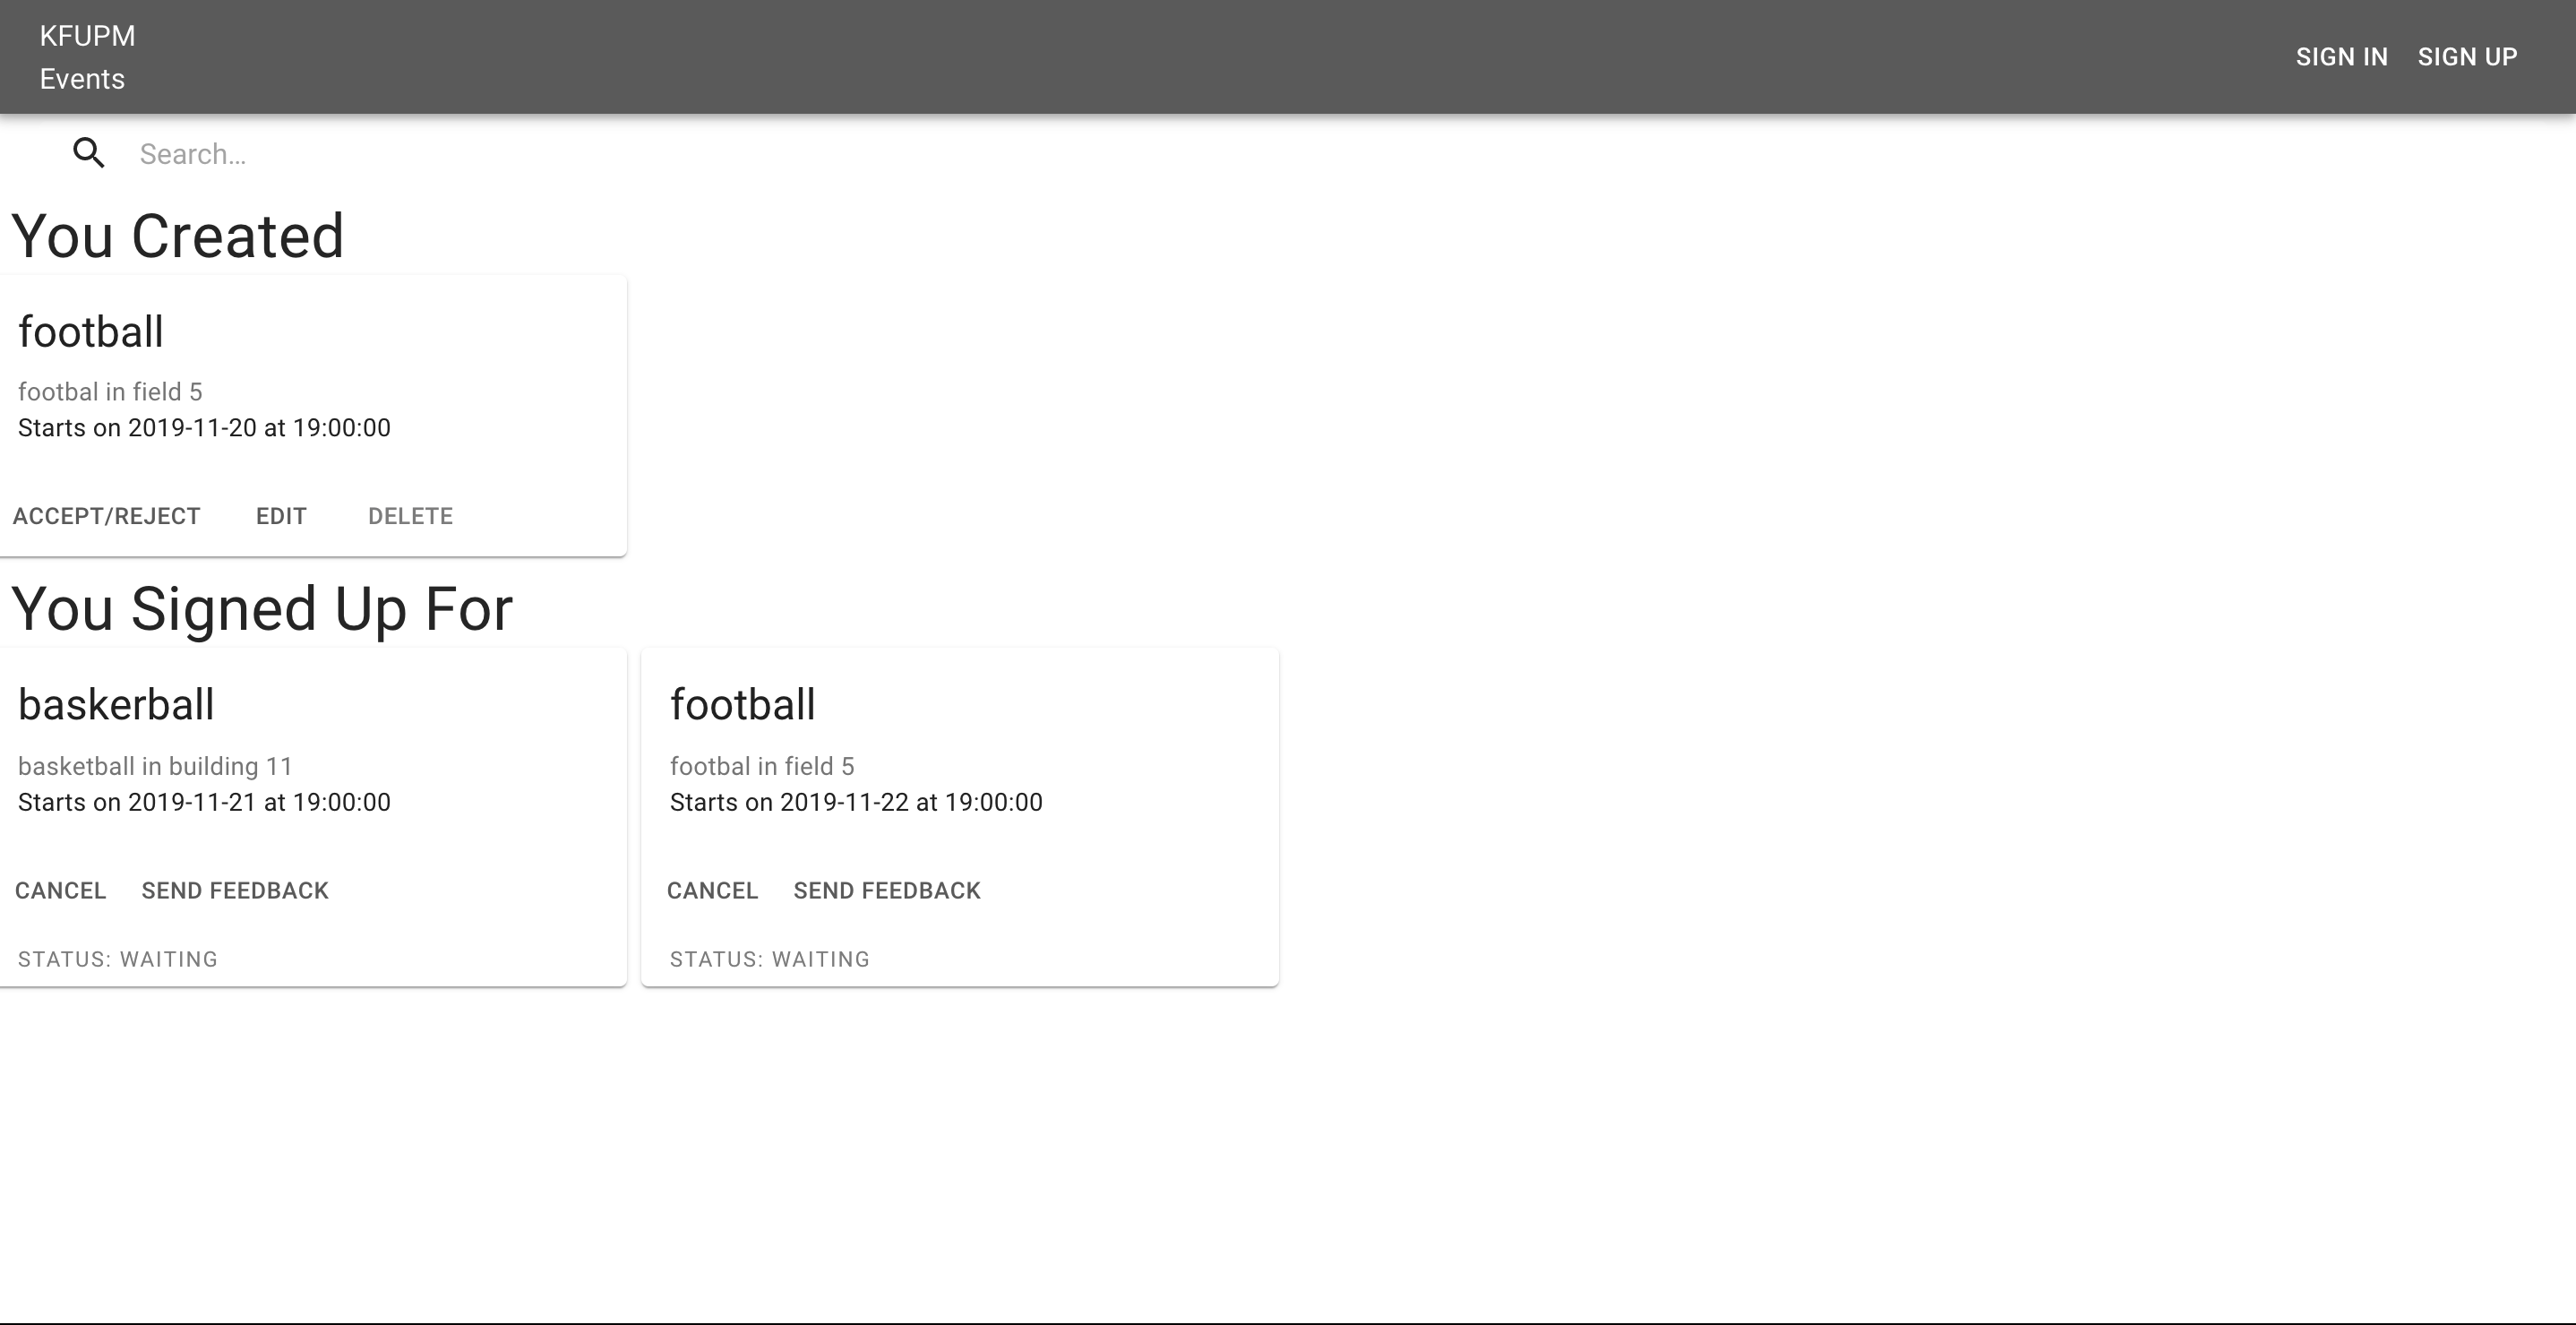 KFUPM
Events
SIGN IN SIGN UP
Search…
You Created
football
footbal in field 5
Starts on 2019-11-20 at 19:00:00
ACCEPT/REJECT EDIT DELETE
You Signed Up For
baskerball
basketball in building 11
Starts on 2019-11-21 at 19:00:00
CANCEL SEND FEEDBACK
STATUS: WAITING
football
footbal in field 5
Starts on 2019-11-22 at 19:00:00
CANCEL SEND FEEDBACK
STATUS: WAITING